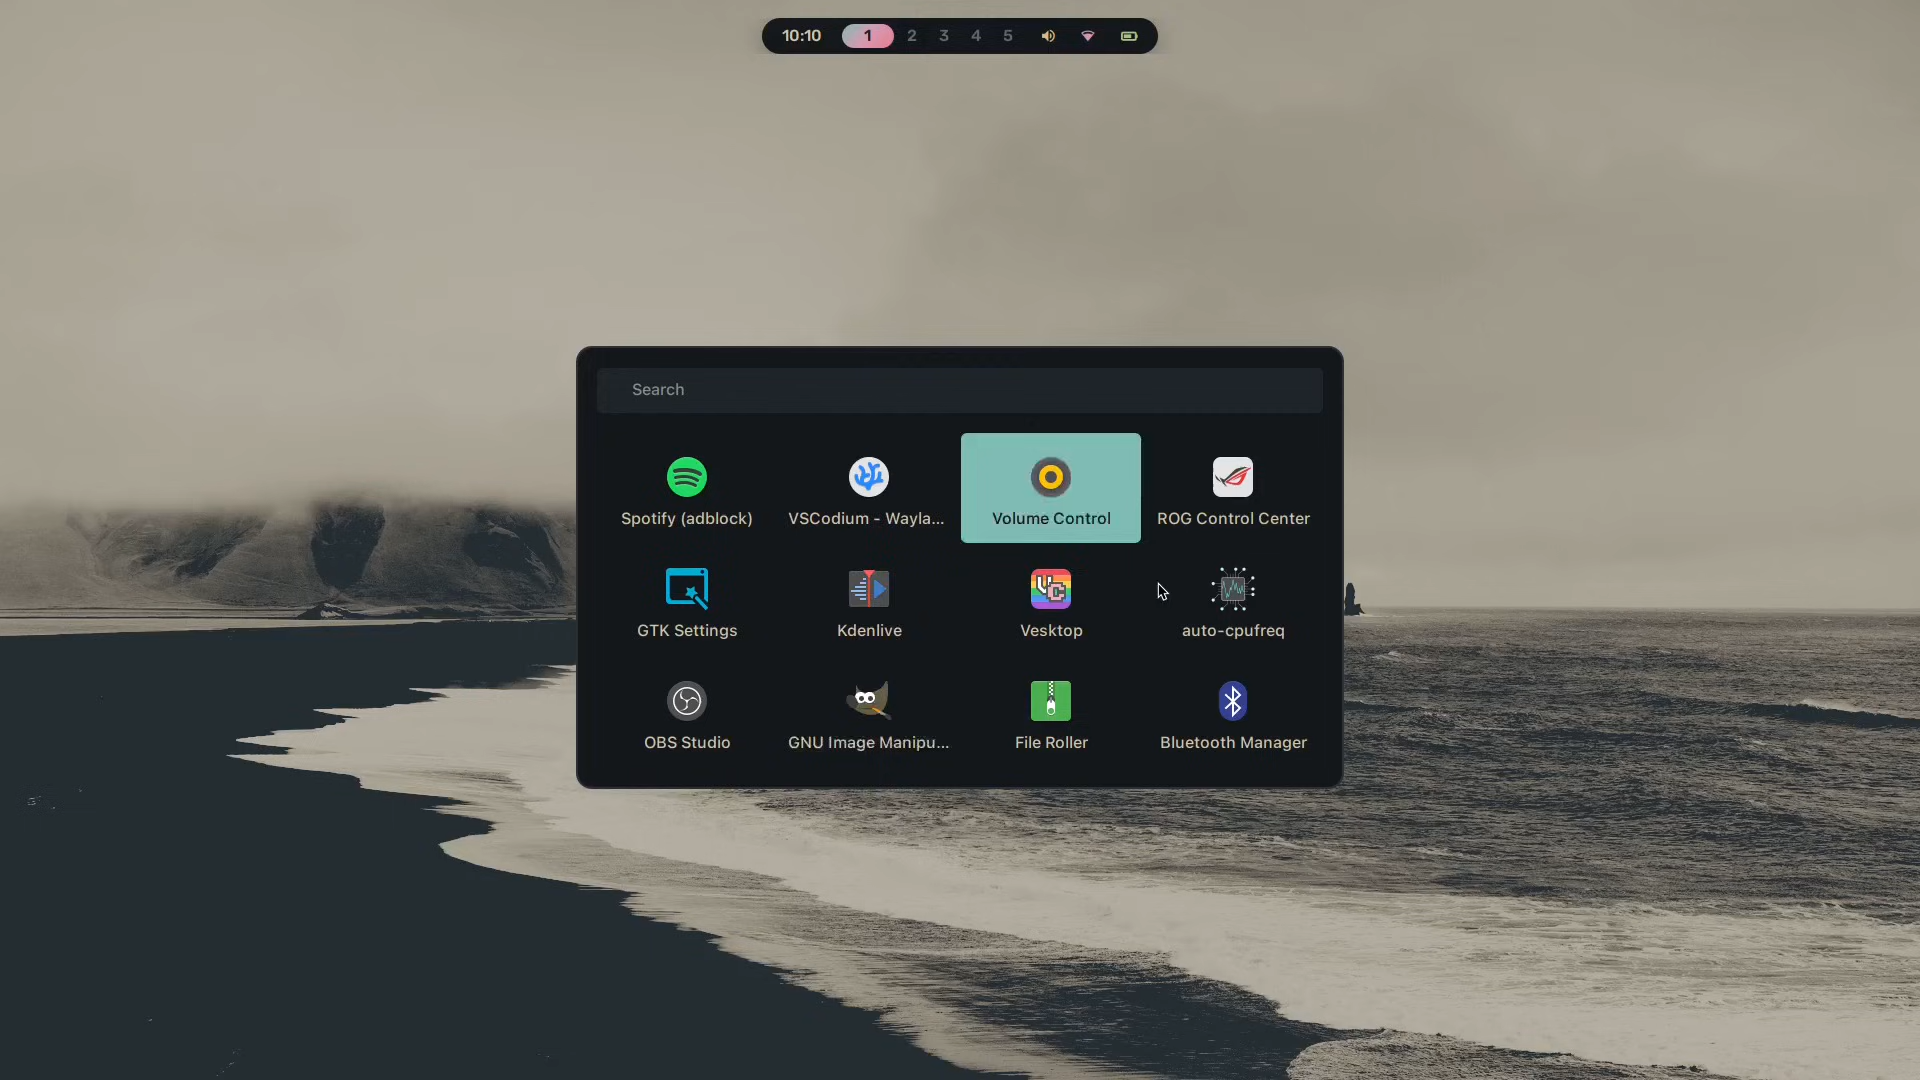 10:10 1 2 3 4 5
Search
Spotify (adblock) VSCodium - Wayla... Volume Control ROG Control Center
GTK Settings Kdenlive Vesktop auto-cpufreq
OBS Studio GNU Image Manipu... File Roller Bluetooth Manager